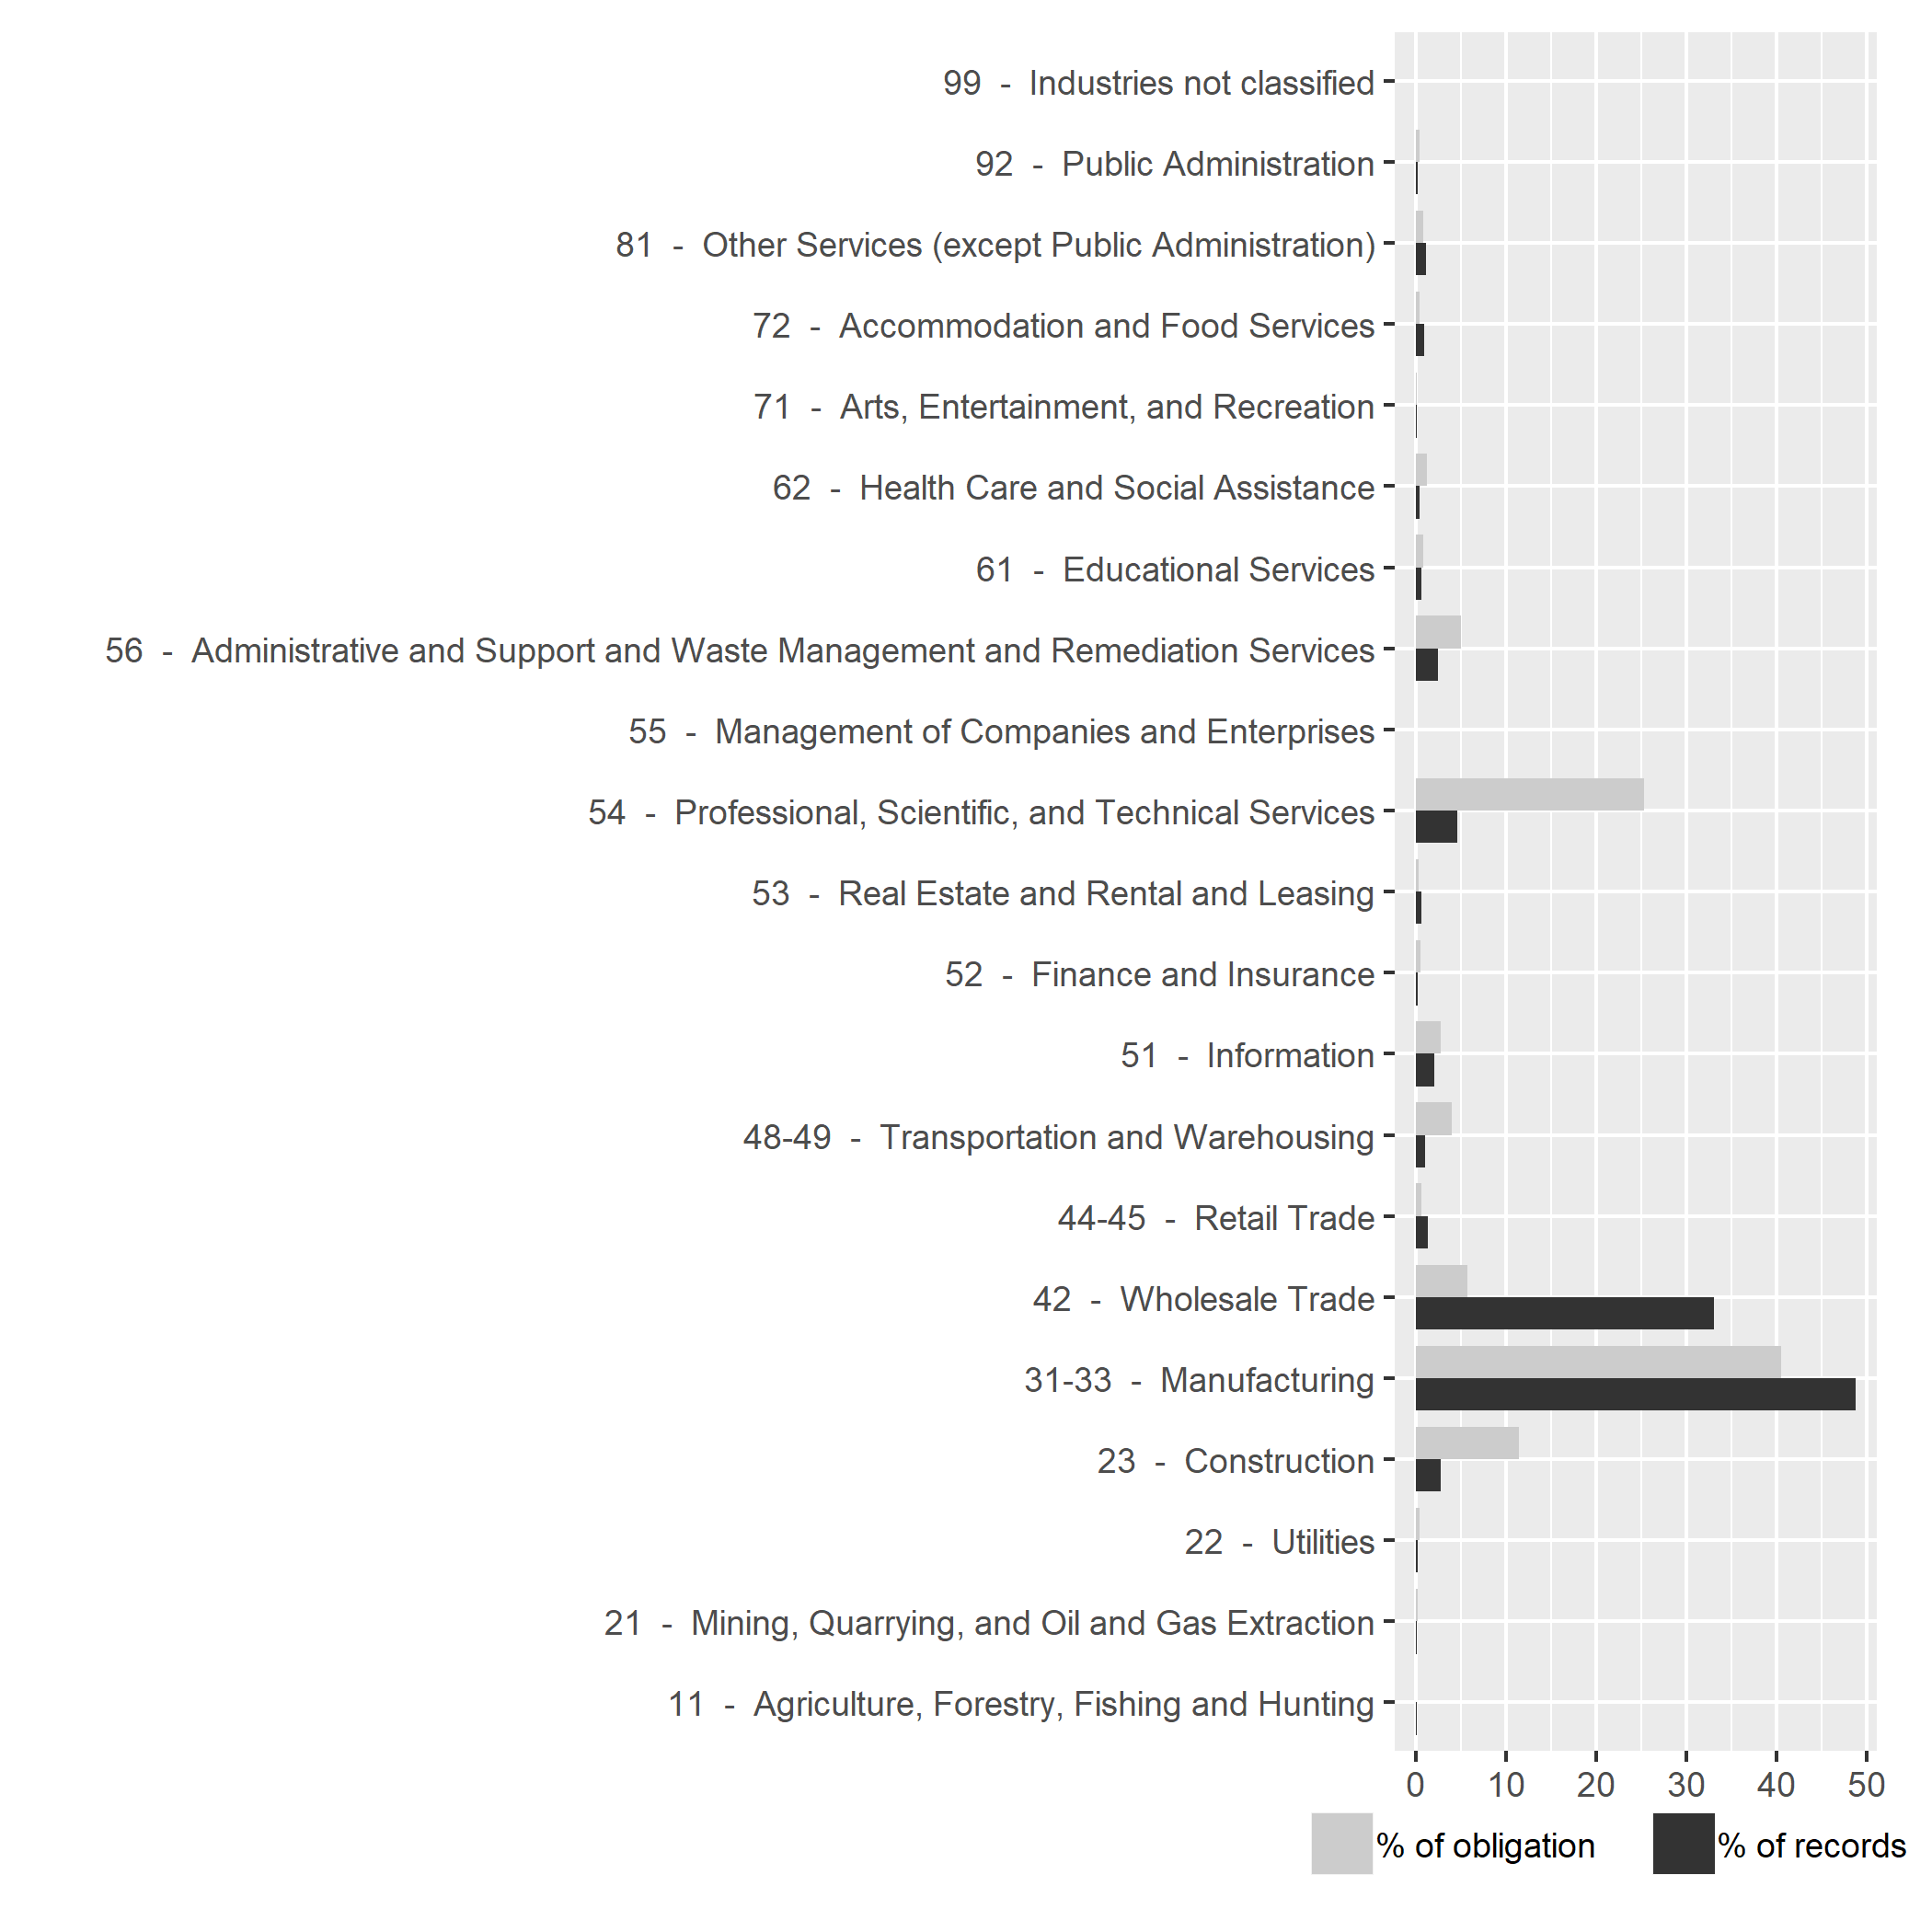 99 - Industries not classified
92 - Public Administration
81 - Other Services (except Public Administration)
72 - Accommodation and Food Services
71 - Arts, Entertainment, and Recreation
62 - Health Care and Social Assistance
61 - Educational Services
56 - Administrative and Support and Waste Management and Remediation Services
55 - Management of Companies and Enterprises
54 - Professional, Scientific, and Technical Services
53 - Real Estate and Rental and Leasing
52 - Finance and Insurance
51 - Information
48-49 - Transportation and Warehousing
44-45 - Retail Trade
42 - Wholesale Trade
31-33 - Manufacturing
23 - Construction
22 - Utilities
21 - Mining, Quarrying, and Oil and Gas Extraction
11 - Agriculture, Forestry, Fishing and Hunting
0 10 20 30 40 50
% of obligation % of records